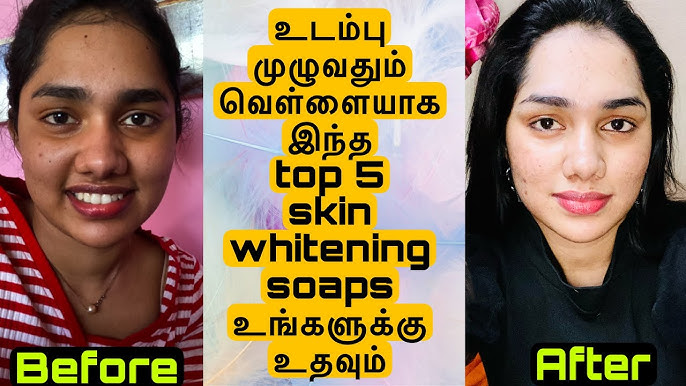 உடம்பு
முழுவதும்
வெள்ளையாக
இந்த
top 5
skin
whitening
soaps
உங்களுக்கு
உதவும்
Before
After